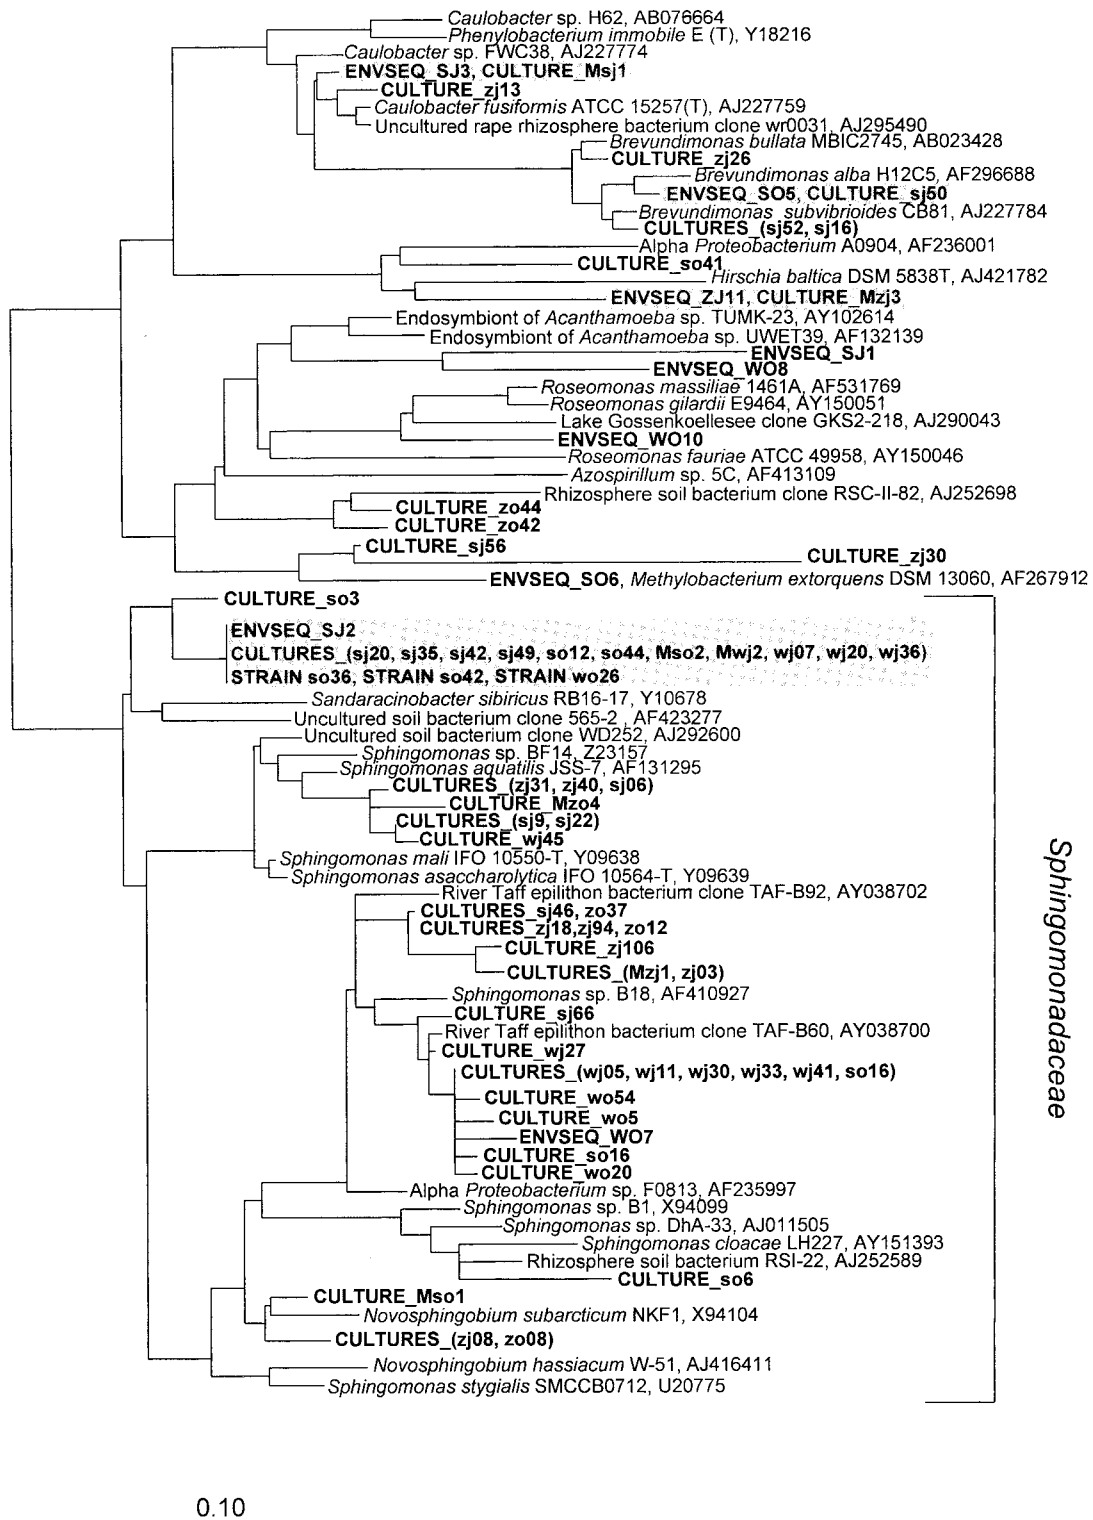 Caulobacter sp. H62, AB076664
Phenylobacterium immobile E (T), Y18216
Caulobacter sp. FWC38, AJ227774
ENVSEQ_SJ3, CULTURE_Msj1
CULTURE_zj13
Caulobacter fusiformis ATCC 15257(T), AJ227759
Uncultured rape rhizosphere bacterium clone wr0031, AJ295490
Brevundimonas bullata MBIC2745, AB023428
CULTURE_zj26
Brevundimonas alba H12C5, AF296688
ENVSEQ_SO5, CULTURE_sj50
Brevundimonas subvibrioides CB81, AJ227784
CULTURES_(sj52, sj16)
Alpha Proteobacterium A0904, AF236001
CULTURE_so41
Hirschia baltica DSM 5838T, AJ421782
ENVSEQ_ZJ11, CULTURE_Mzj3
Endosymbiont of Acanthamoeba sp. TUMK-23, AY102614
Endosymbiont of Acanthamoeba sp. UWET39, AF132139
ENVSEQ_SJ1
ENVSEQ_WO8
Roseomonas massiliae 1461A, AF531769
Roseomonas gilardii E9464, AY150051
Lake Gossenkoellesee clone GKS2-218, AJ290043
ENVSEQ_WO10
Roseomonas fauriae ATCC 49958, AY150046
Azospirillum sp. 5C, AF413109
Rhizosphere soil bacterium clone RSC-II-82, AJ252698
CULTURE_zo44
CULTURE_zo42
CULTURE_sj56
CULTURE_zj30
ENVSEQ_SO6, Methylobacterium extorquens DSM 13060, AF267912
CULTURE_so3
ENVSEQ_SJ2
CULTURES_(sj20, sj35, sj42, sj49, so12, so44, Mso2, Mwj2, wj07, wj20, wj36)
STRAIN so36, STRAIN so42, STRAIN wo26
Sandaracinobacter sibiricus RB16-17, Y10678
Uncultured soil bacterium clone 565-2 , AF423277
Uncultured soil bacterium clone WD252, AJ292600
Sphingomonas sp. BF14, Z23157
Sphingomonas aquatilis JSS-7, AF131295
CULTURES_(zj31, zj40, sj06)
CULTURE_Mzo4
CULTURES_(sj9, sj22)
CULTURE_wj45
Sphingomonas mali IFO 10550-T, Y09638
Sphingomonas asaccharolytica IFO 10564-T, Y09639
River Taff epilithon bacterium clone TAF-B92, AY038702
CULTURES_sj46, zo37
CULTURES_zj18,zj94, zo12
CULTURE_zj106
CULTURES_(Mzj1, zj03)
Sphingomonas sp. B18, AF410927
CULTURE_sj66
River Taff epilithon bacterium clone TAF-B60, AY038700
CULTURE_wj27
CULTURES_(wj05, wj11, wj30, wj33, wj41, so16)
CULTURE_wo54
CULTURE_wo5
ENVSEQ_WO7
CULTURE_so16
CULTURE_wo20
Alpha Proteobacterium sp. F0813, AF235997
Sphingomonas sp. B1, X94099
Sphingomonas sp. DhA-33, AJ011505
Sphingomonas cloacae LH227, AY151393
Rhizosphere soil bacterium RSI-22, AJ252589
CULTURE_so6
CULTURE_Mso1
Novosphingobium subarcticum NKF1, X94104
CULTURES_(zj08, zo08)
Novosphingobium hassiacum W-51, AJ416411
Sphingomonas stygialis SMCCB0712, U20775
Sphingomonadaceae
0.10